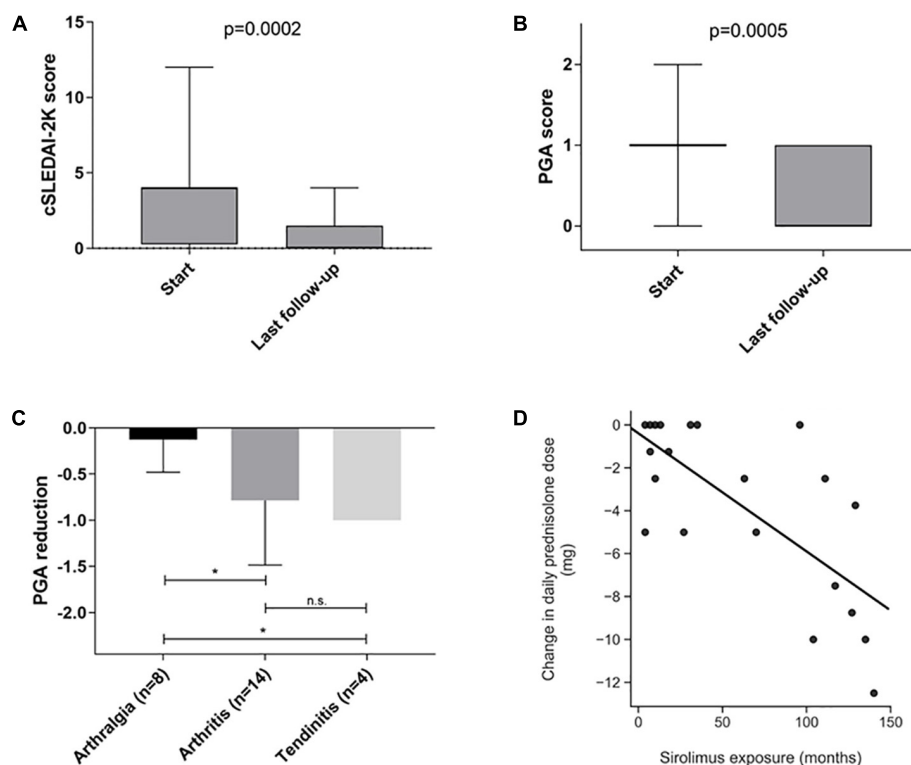 A
p=0.0002
cSLEDAI-2K score
15
10
5
0
Start
Last follow-up
B
p=0.0005
PGA score
2
1
0
Start
Last follow-up
C
PGA reduction
0.0
-0.5
-1.0
-1.5
-2.0
*
n.s.
*
Arthralgia (n=8)
Arthritis (n=14)
Tendinitis (n=4)
D
Change in daily prednisolone dose
(mg)
0
−2
−4
−6
−8
−10
−12
0
50
100
150
Sirolimus exposure (months)